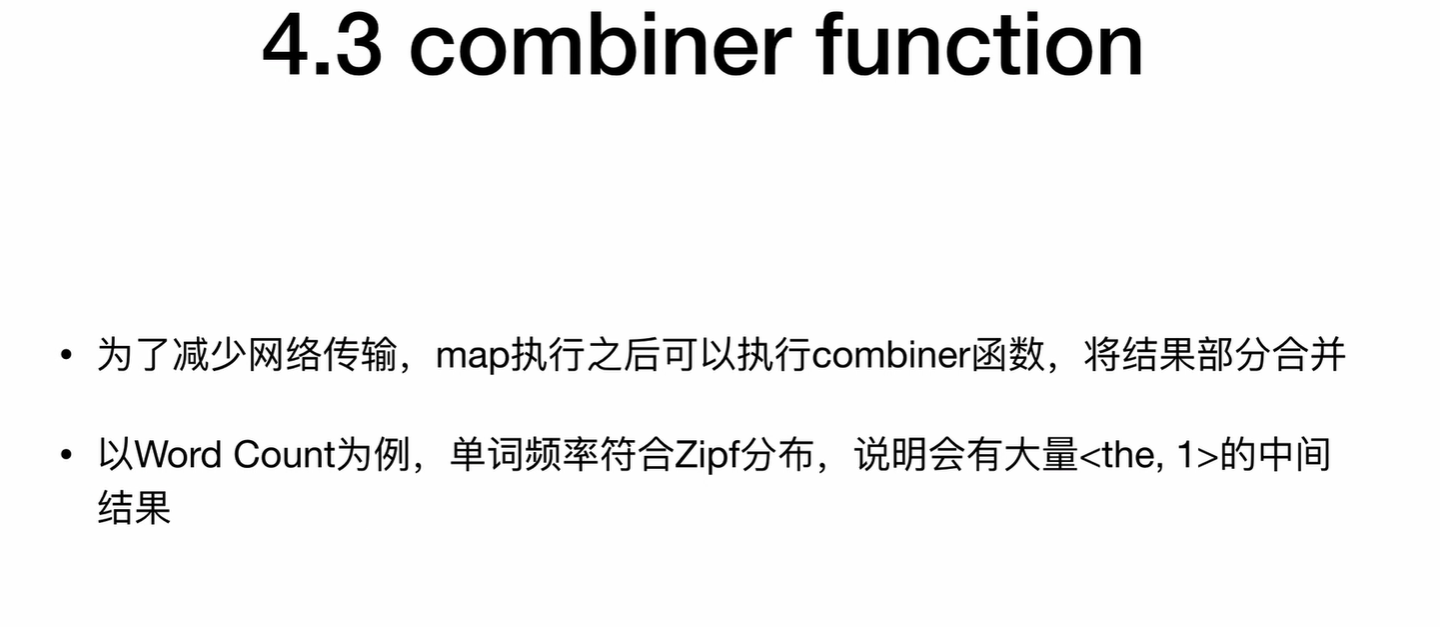 4.3 combiner function
• 为了减少网络传输，map执行之后可以执行combiner函数，将结果部分合并
• 以Word Count为例，单词频率符合Zipf分布，说明会有大量<the, 1>的中间
结果